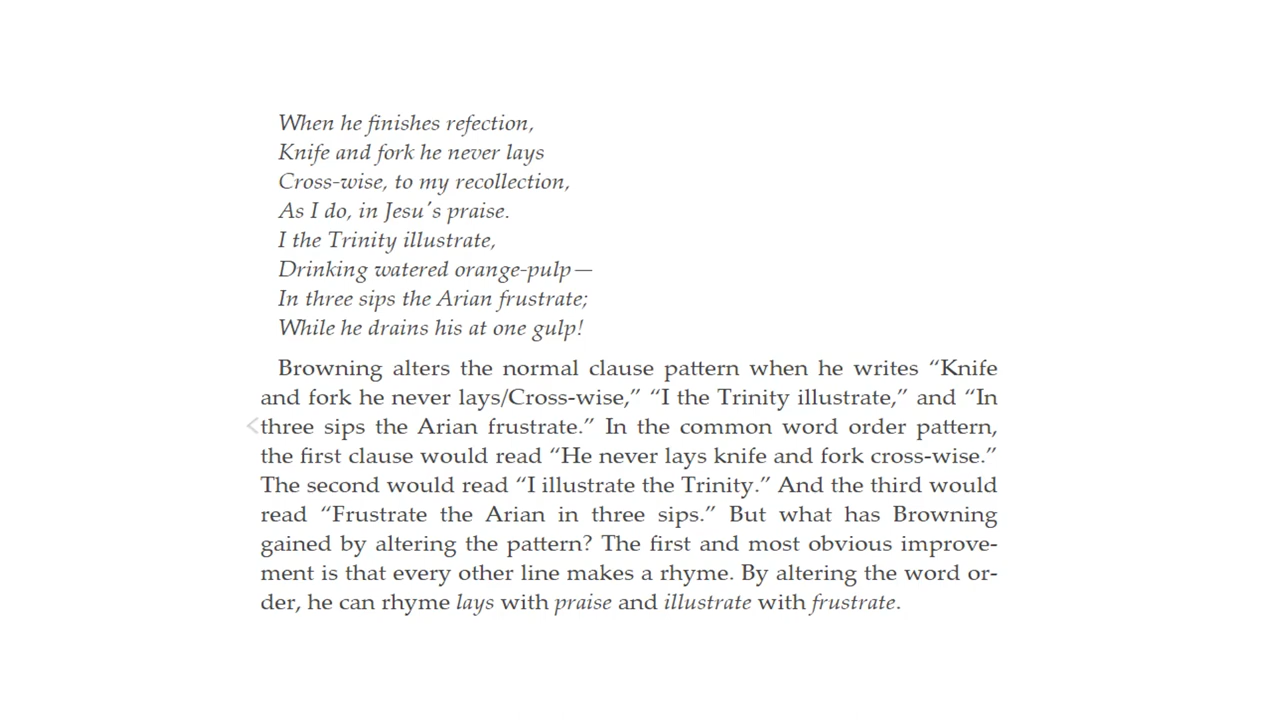 When he finishes refection,
Knife and fork he never lays
Cross-wise, to my recollection,
As I do, in Jesu's praise.
I the Trinity illustrate,
Drinking watered orange-pulp—
In three sips the Arian frustrate;
While he drains his at one gulp!
Browning alters the normal clause pattern when he writes “Knife
and fork he never lays/Cross-wise,” “I the Trinity illustrate,” and “In
three sips the Arian frustrate.” In the common word order pattern,
the first clause would read “He never lays knife and fork cross-wise.”
The second would read “I illustrate the Trinity.” And the third would
read “Frustrate the Arian in three sips.” But what has Browning
gained by altering the pattern? The first and most obvious improve-
ment is that every other line makes a rhyme. By altering the word or-
der, he can rhyme lays with praise and illustrate with frustrate.